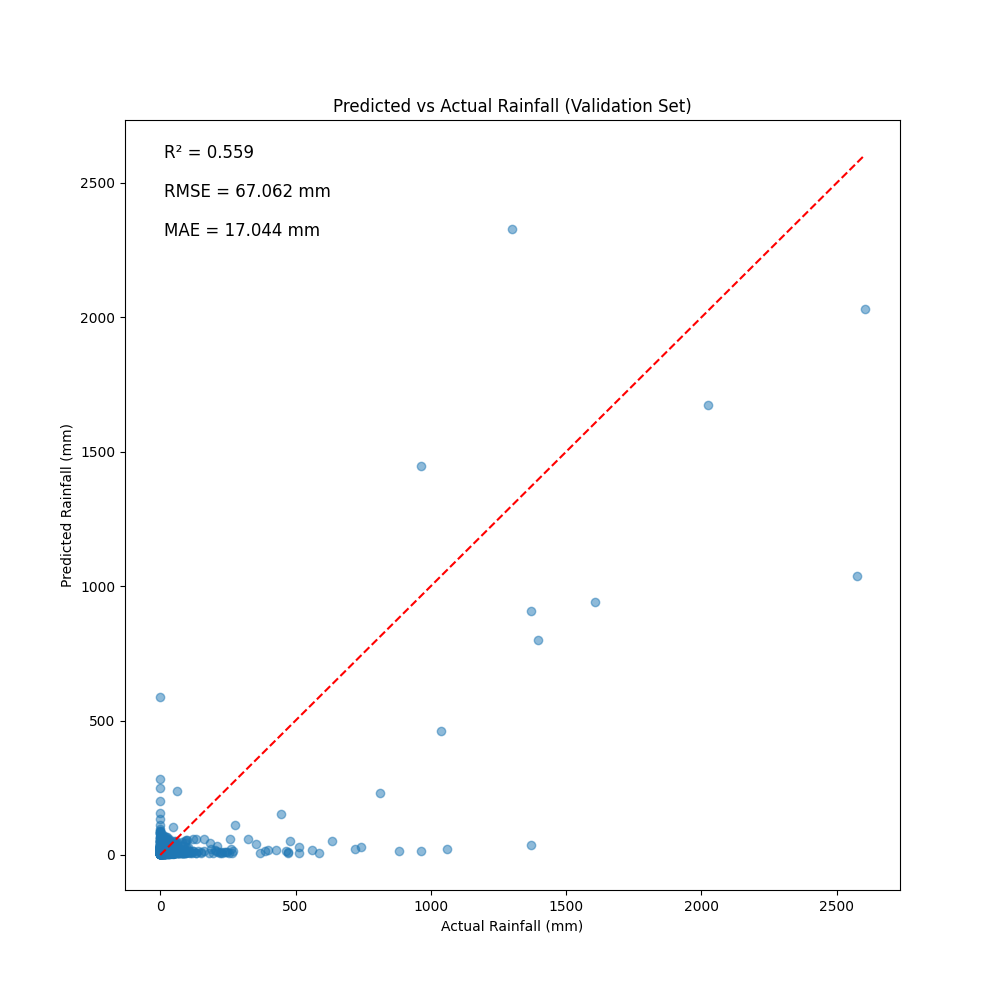 Predicted vs Actual Rainfall (Validation Set)
R² = 0.559
RMSE = 67.062 mm
MAE = 17.044 mm
Predicted Rainfall (mm)
2500
2000
1500
1000
500
0
0 500 1000 1500 2000 2500
Actual Rainfall (mm)